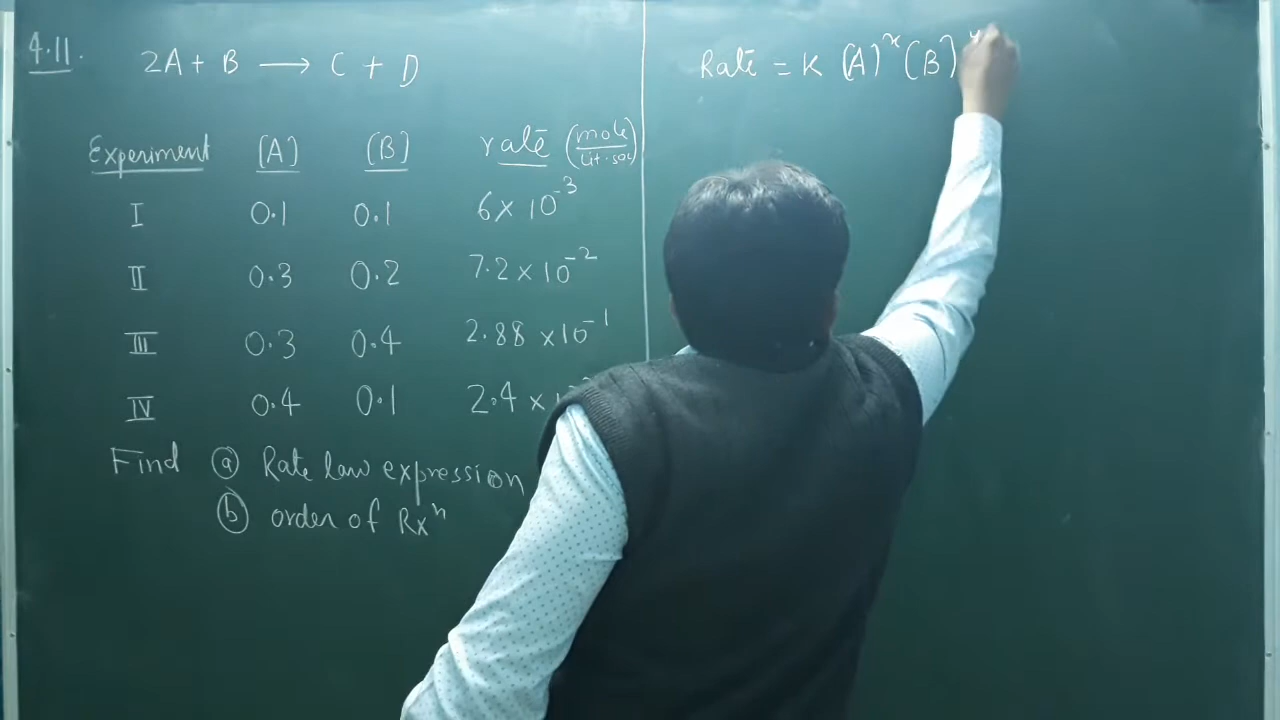 4.11.
2A + B ⟶ C + D
Experiment [A] [B] rate (mole/Lit·sec)
I 0.1 0.1 6 × 10⁻³
II 0.3 0.2 7.2 × 10⁻²
III 0.3 0.4 2.88 × 10⁻¹
IV 0.4 0.1 2.4 ×
Find (a) Rate law expression
(b) order of Rxⁿ
Rate = K (A)ˣ (B)